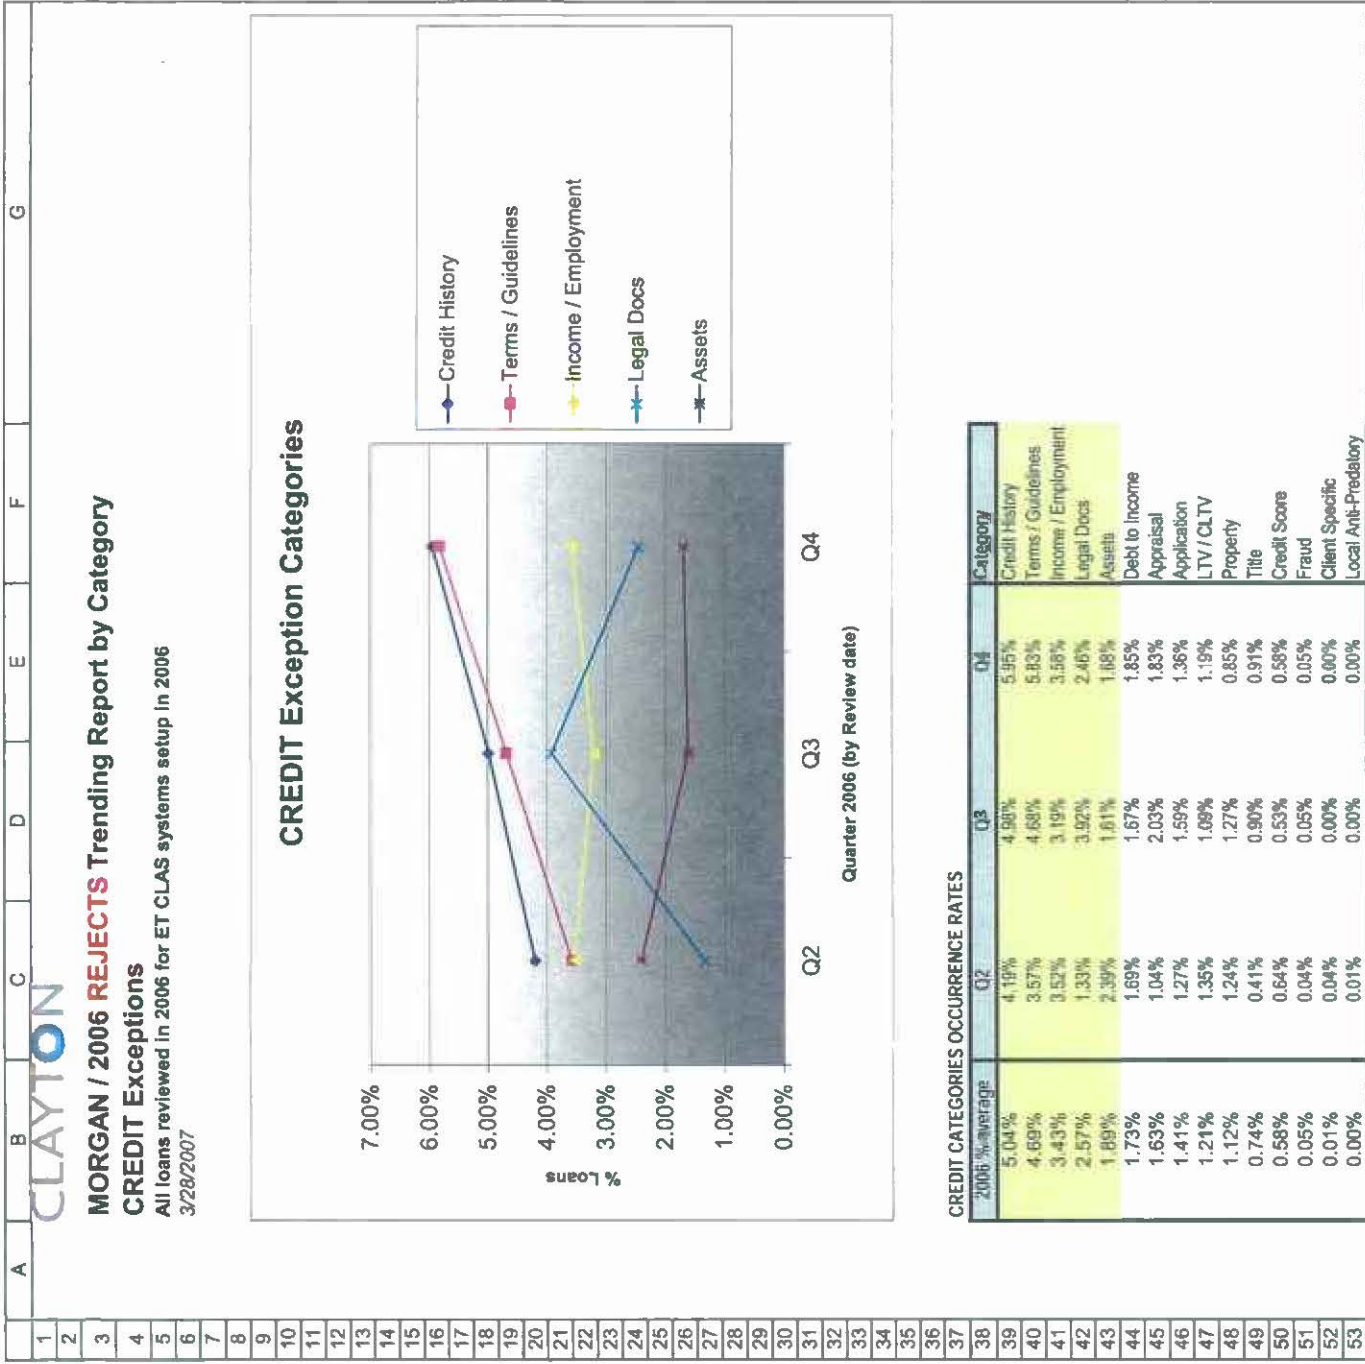 A B C D E F G
1
2
3
4
5
6
7
8
9
10
11
12
13
14
15
16
17
18
19
20
21
22
23
24
25
26
27
28
29
30
31
32
33
34
35
36
37
38
39
40
41
42
43
44
45
46
47
48
49
50
51
52
53
CLAYTON
MORGAN / 2006 REJECTS Trending Report by Category
CREDIT Exceptions
All loans reviewed in 2006 for ET CLAS systems setup in 2006
3/28/2007
CREDIT Exception Categories
7.00%
6.00%
5.00%
4.00%
3.00%
2.00%
1.00%
0.00%
% Loans
Q2 Q3 Q4
Quarter 2006 (by Review date)
Credit History
Terms / Guidelines
Income / Employment
Legal Docs
Assets
CREDIT CATEGORIES OCCURRENCE RATES
2006 % average Q2 Q3 Q4 Category
5.04% 4.19% 4.98% 5.95% Credit History
4.69% 3.57% 4.68% 5.83% Terms / Guidelines
3.43% 3.52% 3.19% 3.58% Income / Employment
2.57% 1.33% 3.92% 2.46% Legal Docs
1.89% 2.39% 1.61% 1.68% Assets
1.73% 1.69% 1.67% 1.85% Debt to Income
1.63% 1.04% 2.03% 1.83% Appraisal
1.41% 1.27% 1.59% 1.36% Application
1.21% 1.35% 1.09% 1.19% LTV / CLTV
1.12% 1.24% 1.27% 0.85% Property
0.74% 0.41% 0.90% 0.91% Title
0.58% 0.64% 0.53% 0.58% Credit Score
0.05% 0.04% 0.05% 0.05% Fraud
0.01% 0.04% 0.00% 0.00% Client Specific
0.00% 0.01% 0.00% 0.00% Local Anti-Predatory